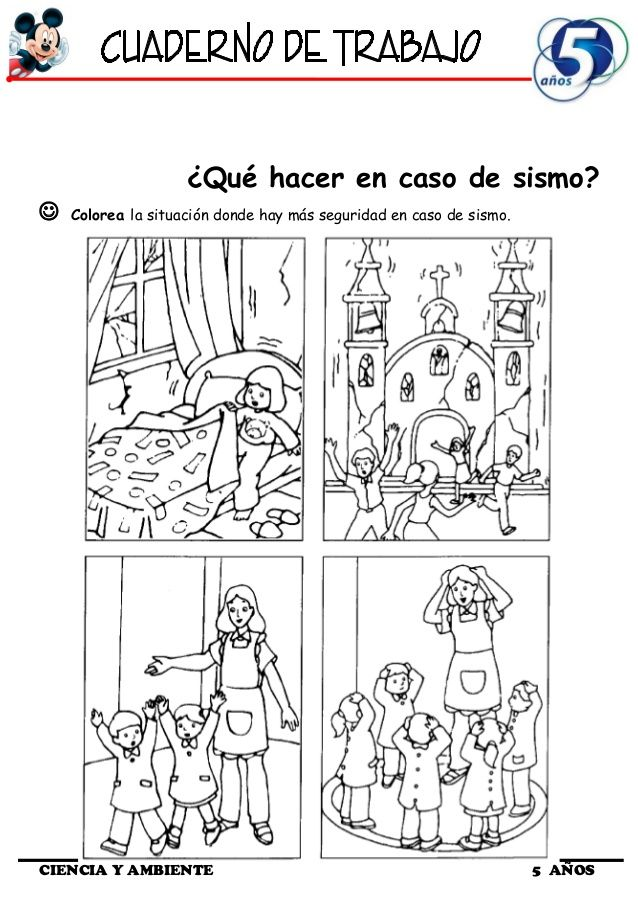 CUADERNO DE TRABAJO
5
años
¿Qué hacer en caso de sismo?
Colorea la situación donde hay más seguridad en caso de sismo.
CIENCIA Y AMBIENTE
5 AÑOS